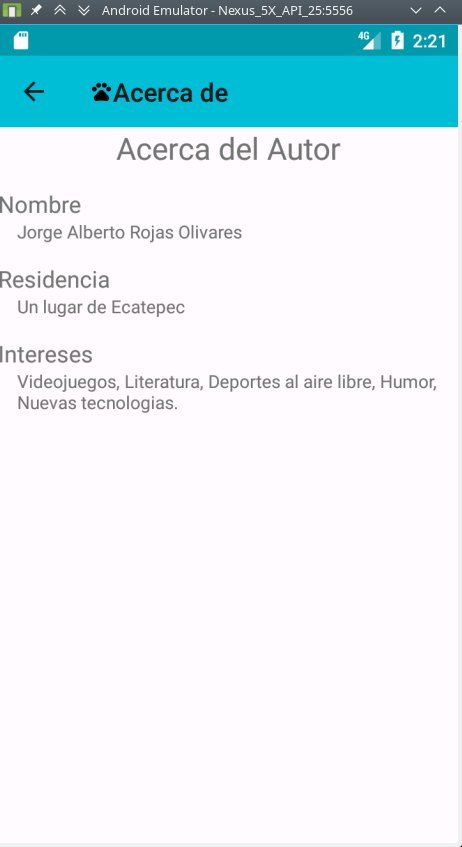 Android Emulator - Nexus_5X_API_25:5556
4G 2:21
Acerca de
Acerca del Autor
Nombre
Jorge Alberto Rojas Olivares
Residencia
Un lugar de Ecatepec
Intereses
Videojuegos, Literatura, Deportes al aire libre, Humor,
Nuevas tecnologias.